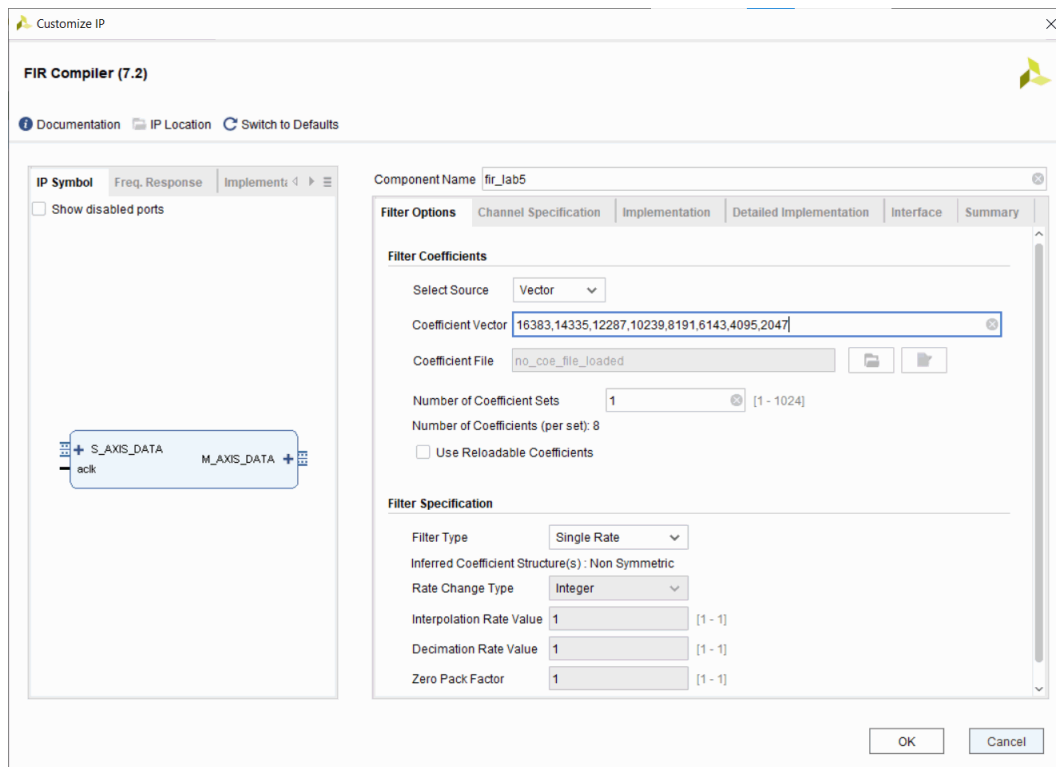 Customize IP
FIR Compiler (7.2)
Documentation IP Location Switch to Defaults
IP Symbol Freq. Response
Show disabled ports
S_AXIS_DATA
aclk
M_AXIS_DATA
Component Name fir_lab5
Filter Options Channel Specification Implementation Detailed Implementation Interface Summary
Filter Coefficients
Select Source Vector
Coefficient Vector 16383,14335,12287,10239,8191,6143,4095,2047
Coefficient File no_coe_file_loaded
Number of Coefficient Sets 1 [1 - 1024]
Number of Coefficients (per set): 8
Use Reloadable Coefficients
Filter Specification
Filter Type Single Rate
Inferred Coefficient Structure(s) : Non Symmetric
Rate Change Type Integer
Interpolation Rate Value 1 [1 - 1]
Decimation Rate Value 1 [1 - 1]
Zero Pack Factor 1 [1 - 1]
OK Cancel